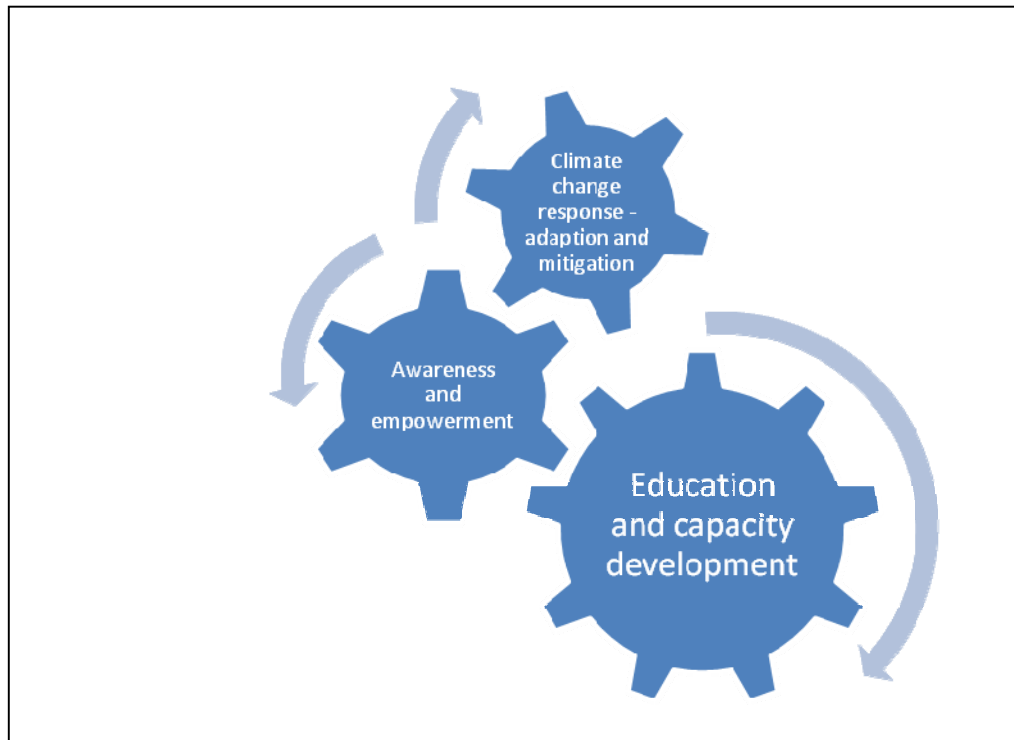 Climate
change
response -
adaption and
mitigation
Awareness
and
empowerment
Education
and capacity
development